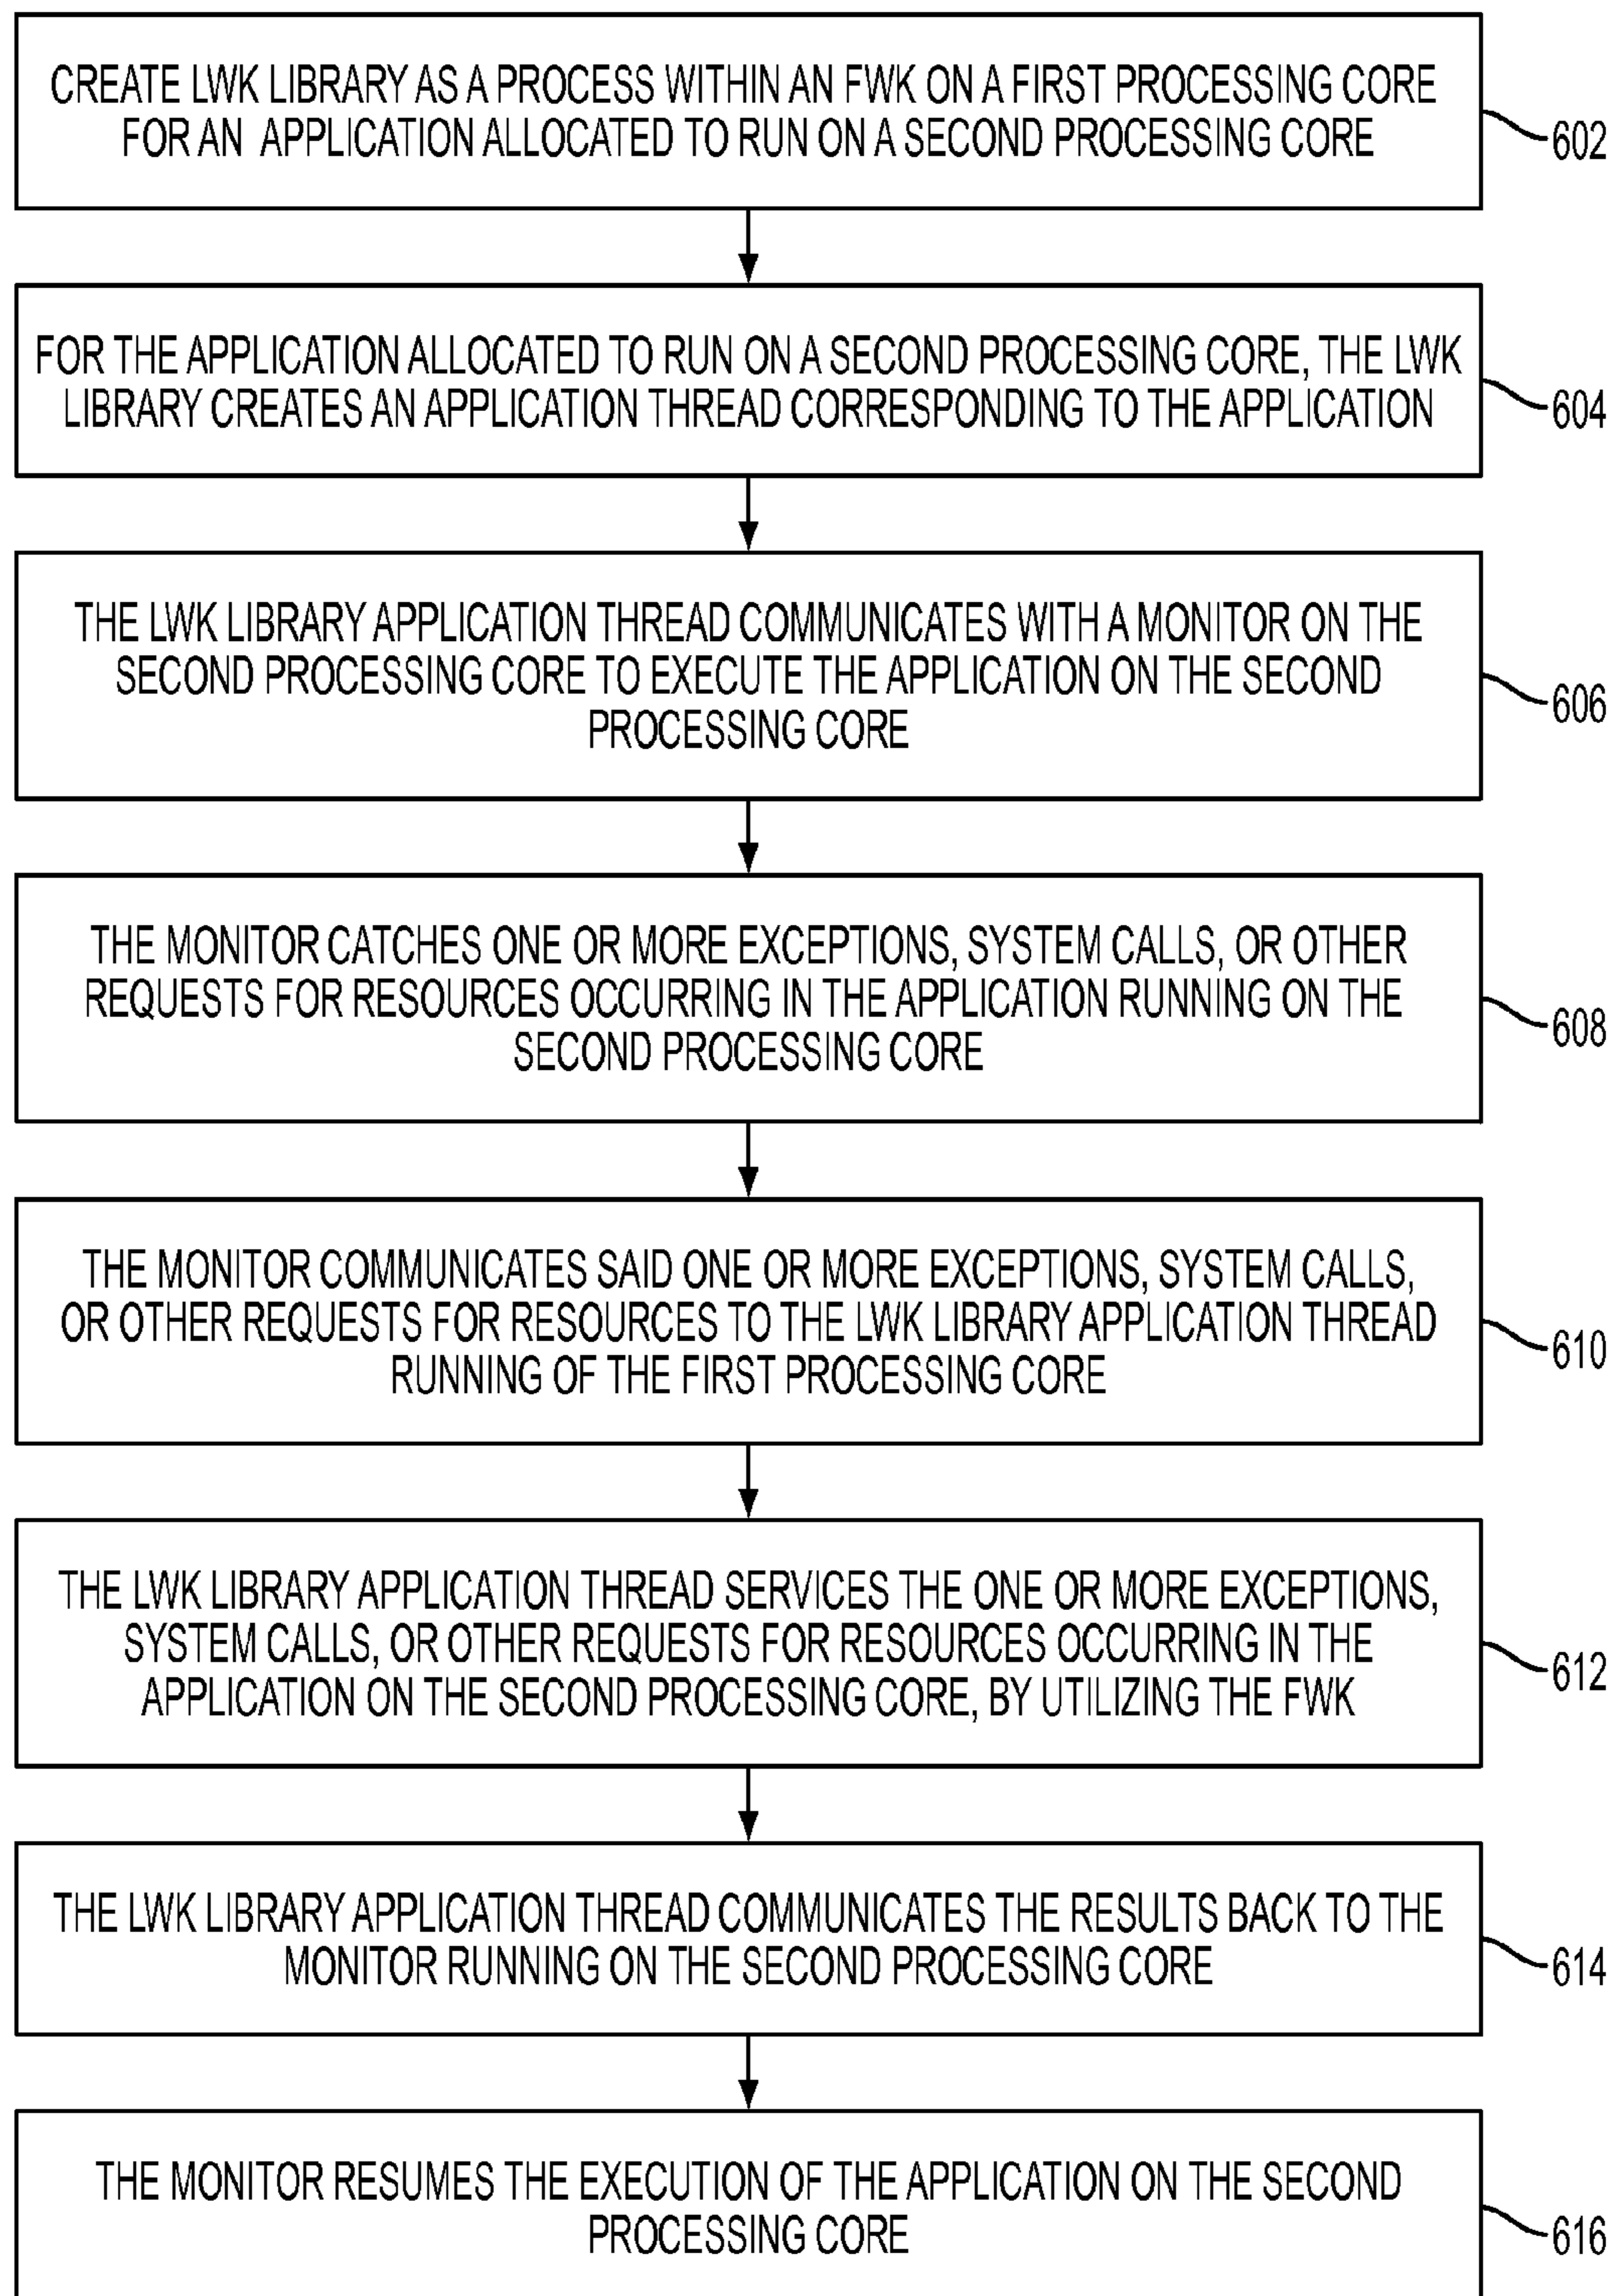 CREATE LWK LIBRARY AS A PROCESS WITHIN AN FWK ON A FIRST PROCESSING CORE
FOR AN APPLICATION ALLOCATED TO RUN ON A SECOND PROCESSING CORE
602
FOR THE APPLICATION ALLOCATED TO RUN ON A SECOND PROCESSING CORE, THE LWK
LIBRARY CREATES AN APPLICATION THREAD CORRESPONDING TO THE APPLICATION
604
THE LWK LIBRARY APPLICATION THREAD COMMUNICATES WITH A MONITOR ON THE
SECOND PROCESSING CORE TO EXECUTE THE APPLICATION ON THE SECOND
PROCESSING CORE
606
THE MONITOR CATCHES ONE OR MORE EXCEPTIONS, SYSTEM CALLS, OR OTHER
REQUESTS FOR RESOURCES OCCURRING IN THE APPLICATION RUNNING ON THE
SECOND PROCESSING CORE
608
THE MONITOR COMMUNICATES SAID ONE OR MORE EXCEPTIONS, SYSTEM CALLS,
OR OTHER REQUESTS FOR RESOURCES TO THE LWK LIBRARY APPLICATION THREAD
RUNNING OF THE FIRST PROCESSING CORE
610
THE LWK LIBRARY APPLICATION THREAD SERVICES THE ONE OR MORE EXCEPTIONS,
SYSTEM CALLS, OR OTHER REQUESTS FOR RESOURCES OCCURRING IN THE
APPLICATION ON THE SECOND PROCESSING CORE, BY UTILIZING THE FWK
612
THE LWK LIBRARY APPLICATION THREAD COMMUNICATES THE RESULTS BACK TO THE
MONITOR RUNNING ON THE SECOND PROCESSING CORE
614
THE MONITOR RESUMES THE EXECUTION OF THE APPLICATION ON THE SECOND
PROCESSING CORE
616